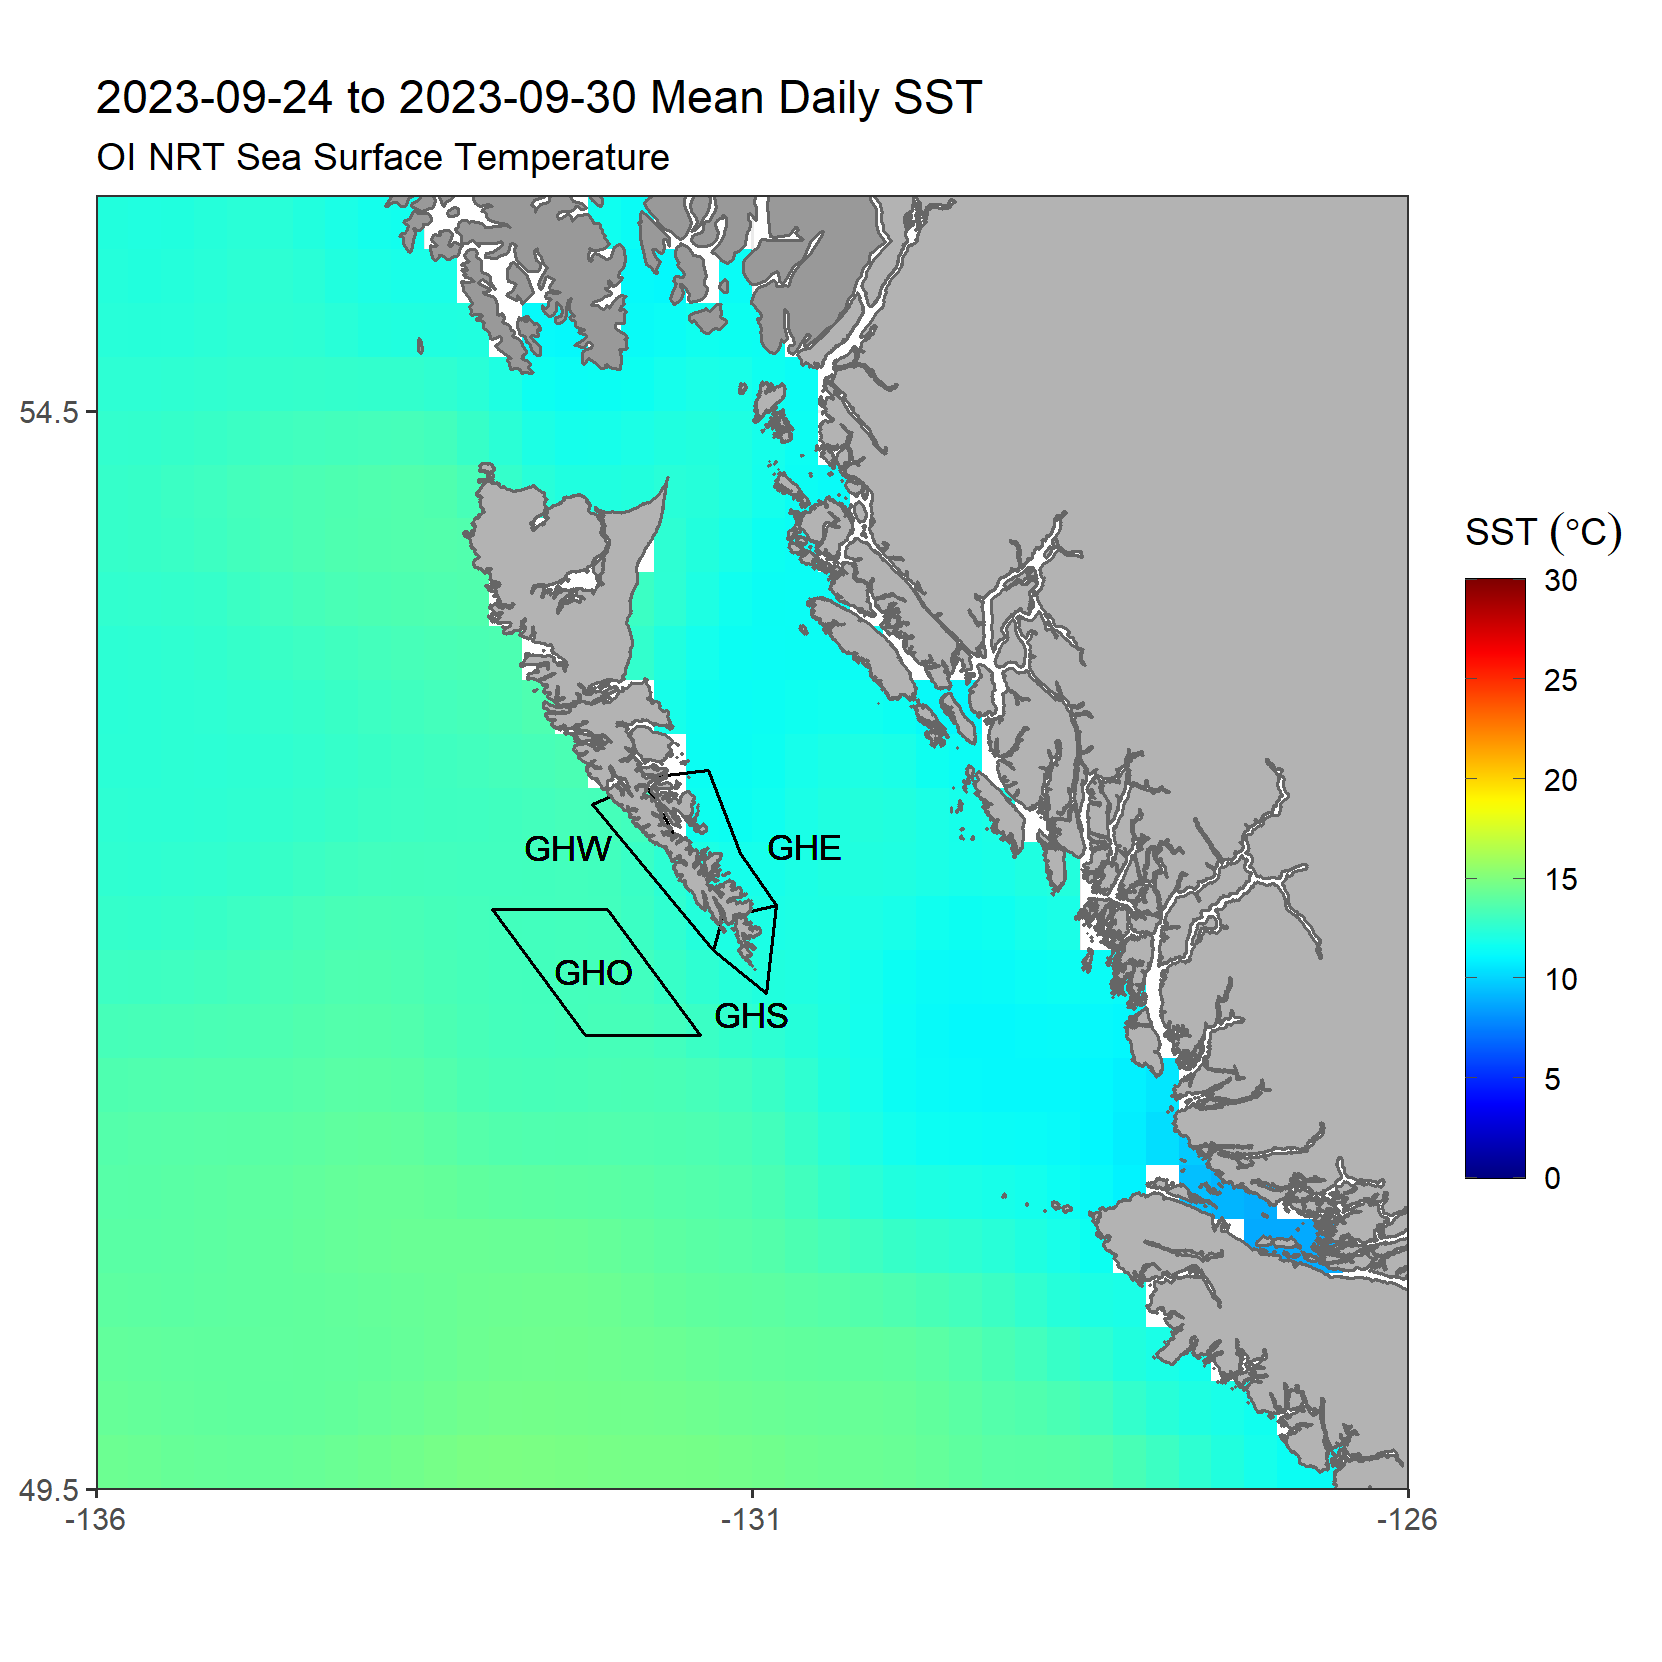 2023-09-24 to 2023-09-30 Mean Daily SST
OI NRT Sea Surface Temperature
54.5
49.5
-136
-131
-126
GHW
GHE
GHO
GHS
SST (°C)
30
25
20
15
10
5
0